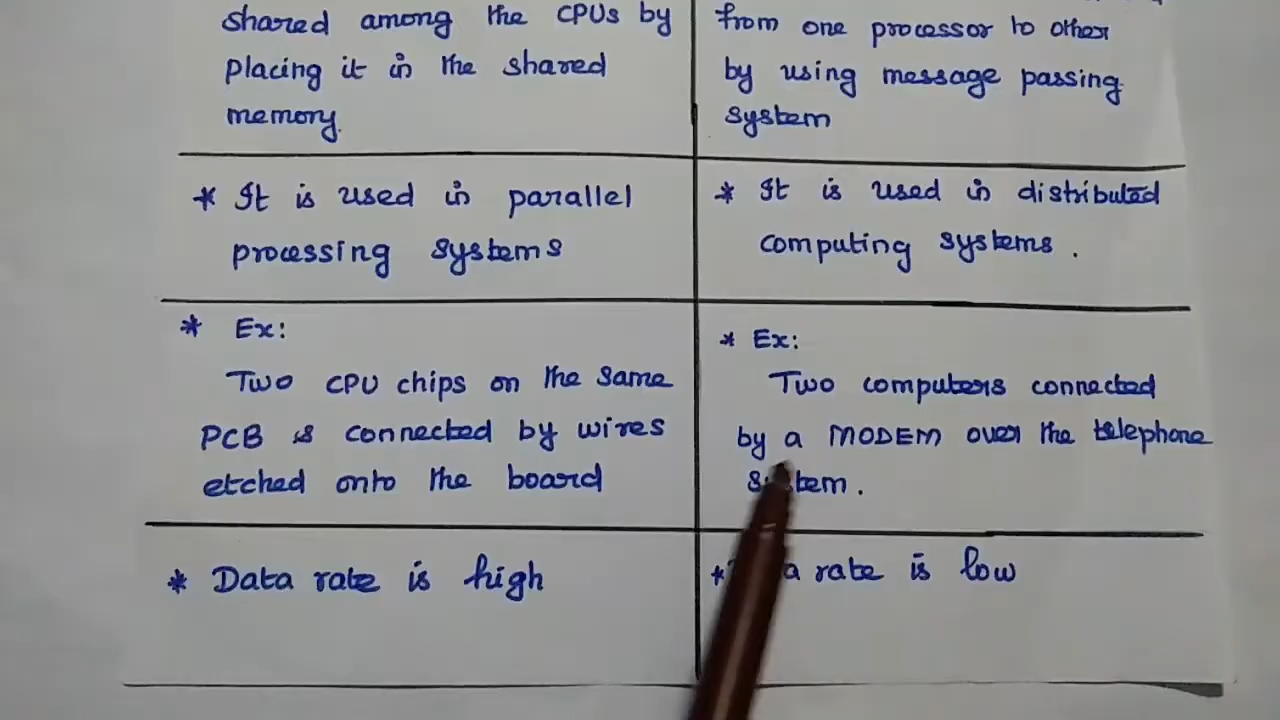 shared among the CPUs by
placing it in the shared
memory.
* It is used in parallel
processing systems
* Ex:
Two CPU chips on the same
PCB is connected by wires
etched onto the board
* Data rate is high
from one processor to other
by using message passing
system
* It is used in distributed
computing systems.
* Ex:
Two computers connected
by a MODEM over the telephone
system.
* rate is low